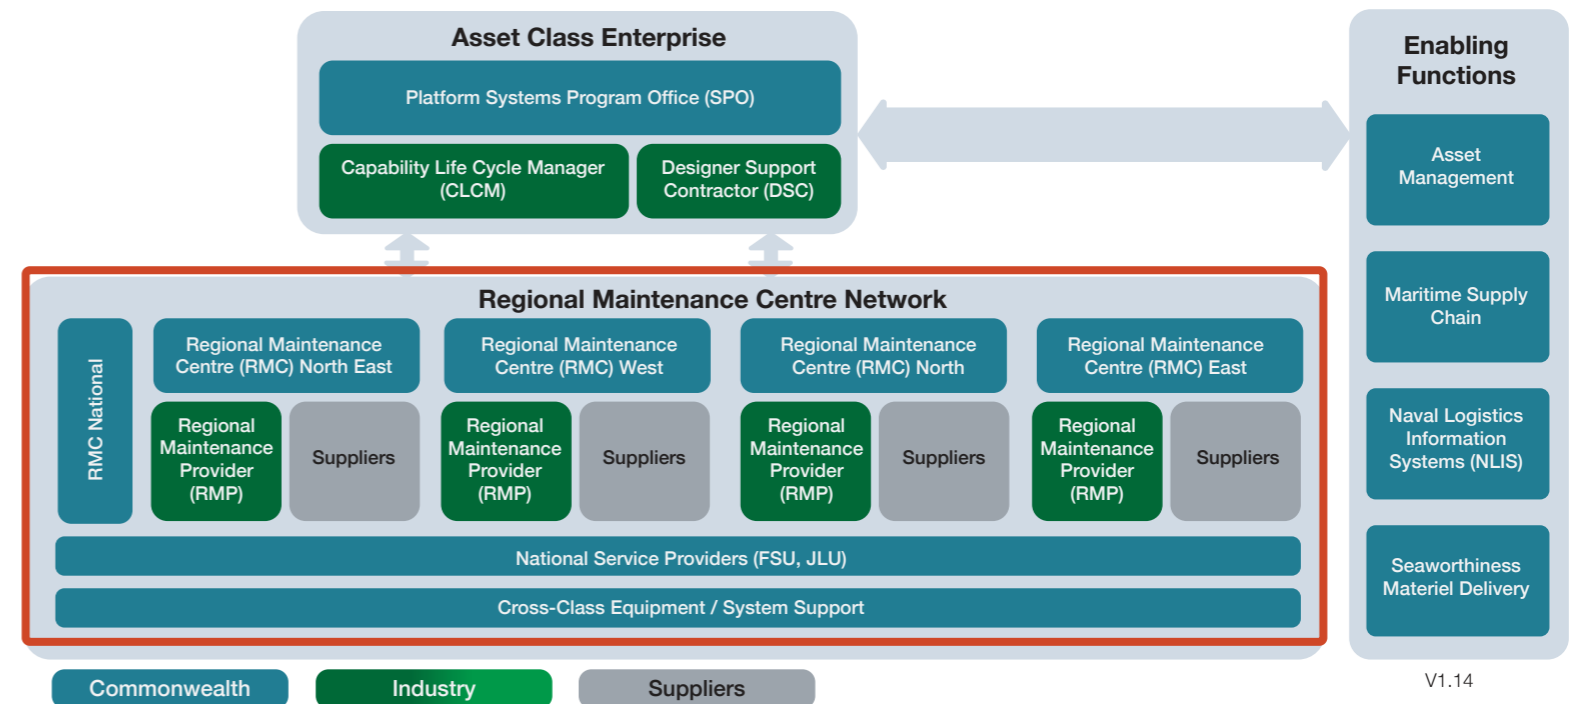 Asset Class Enterprise
Platform Systems Program Office (SPO)
Capability Life Cycle Manager
(CLCM)
Designer Support
Contractor (DSC)
Enabling
Functions
Asset
Management
Maritime Supply
Chain
Naval Logistics
Information
Systems (NLIS)
Seaworthiness
Materiel Delivery
Regional Maintenance Centre Network
RMC National
Regional Maintenance
Centre (RMC) North East
Regional
Maintenance
Provider
(RMP)
Suppliers
Regional Maintenance
Centre (RMC) West
Regional
Maintenance
Provider
(RMP)
Suppliers
Regional Maintenance
Centre (RMC) North
Regional
Maintenance
Provider
(RMP)
Suppliers
Regional Maintenance
Centre (RMC) East
Regional
Maintenance
Provider
(RMP)
Suppliers
National Service Providers (FSU, JLU)
Cross-Class Equipment / System Support
Commonwealth
Industry
Suppliers
V1.14